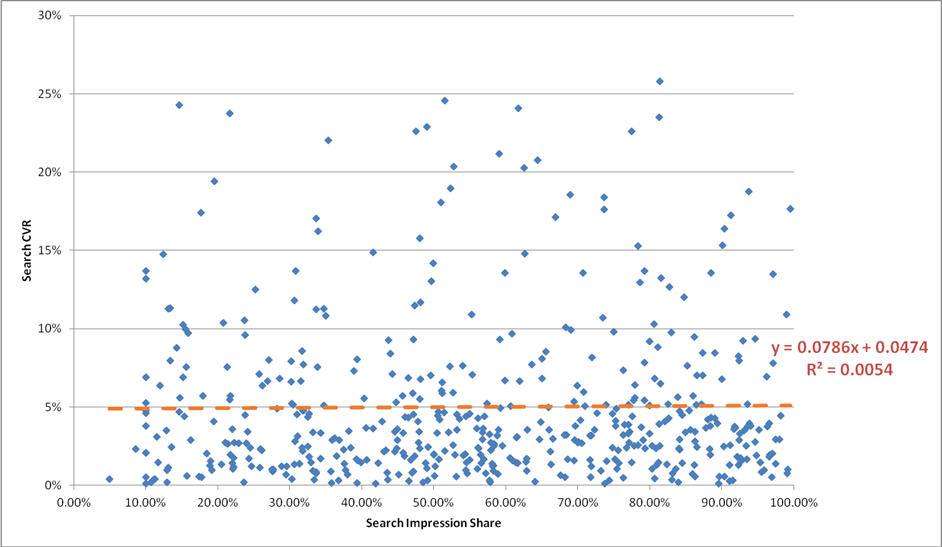 30%
25%
20%
15%
10%
5%
0%
Search CVR
y = 0.0786x + 0.0474
R² = 0.0054
0.00% 10.00% 20.00% 30.00% 40.00% 50.00% 60.00% 70.00% 80.00% 90.00% 100.00%
Search Impression Share